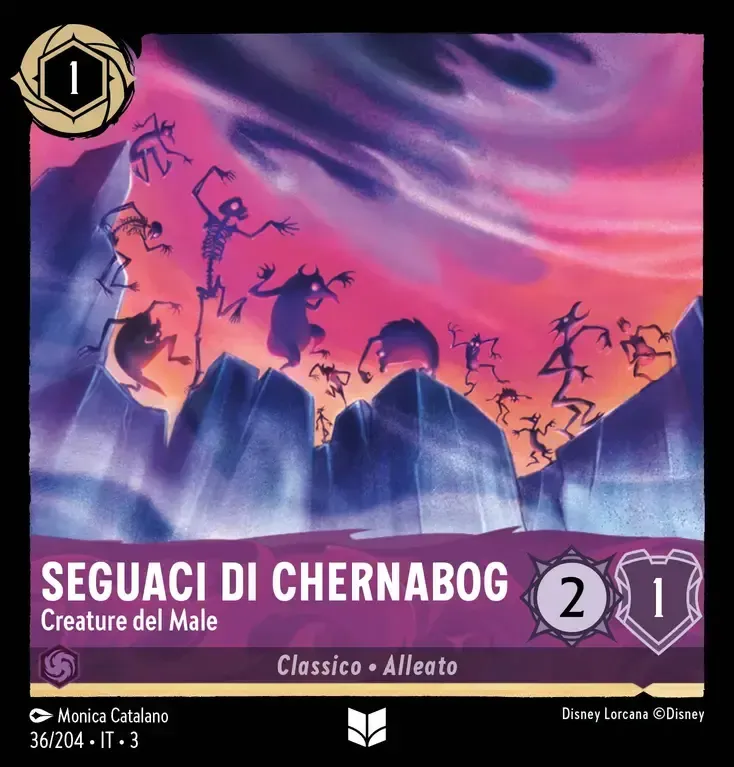 1
SEGUACI DI CHERNABOG
Creature del Male
2
1
Classico • Alleato
Monica Catalano
36/204 • IT • 3
Disney Lorcana ©Disney